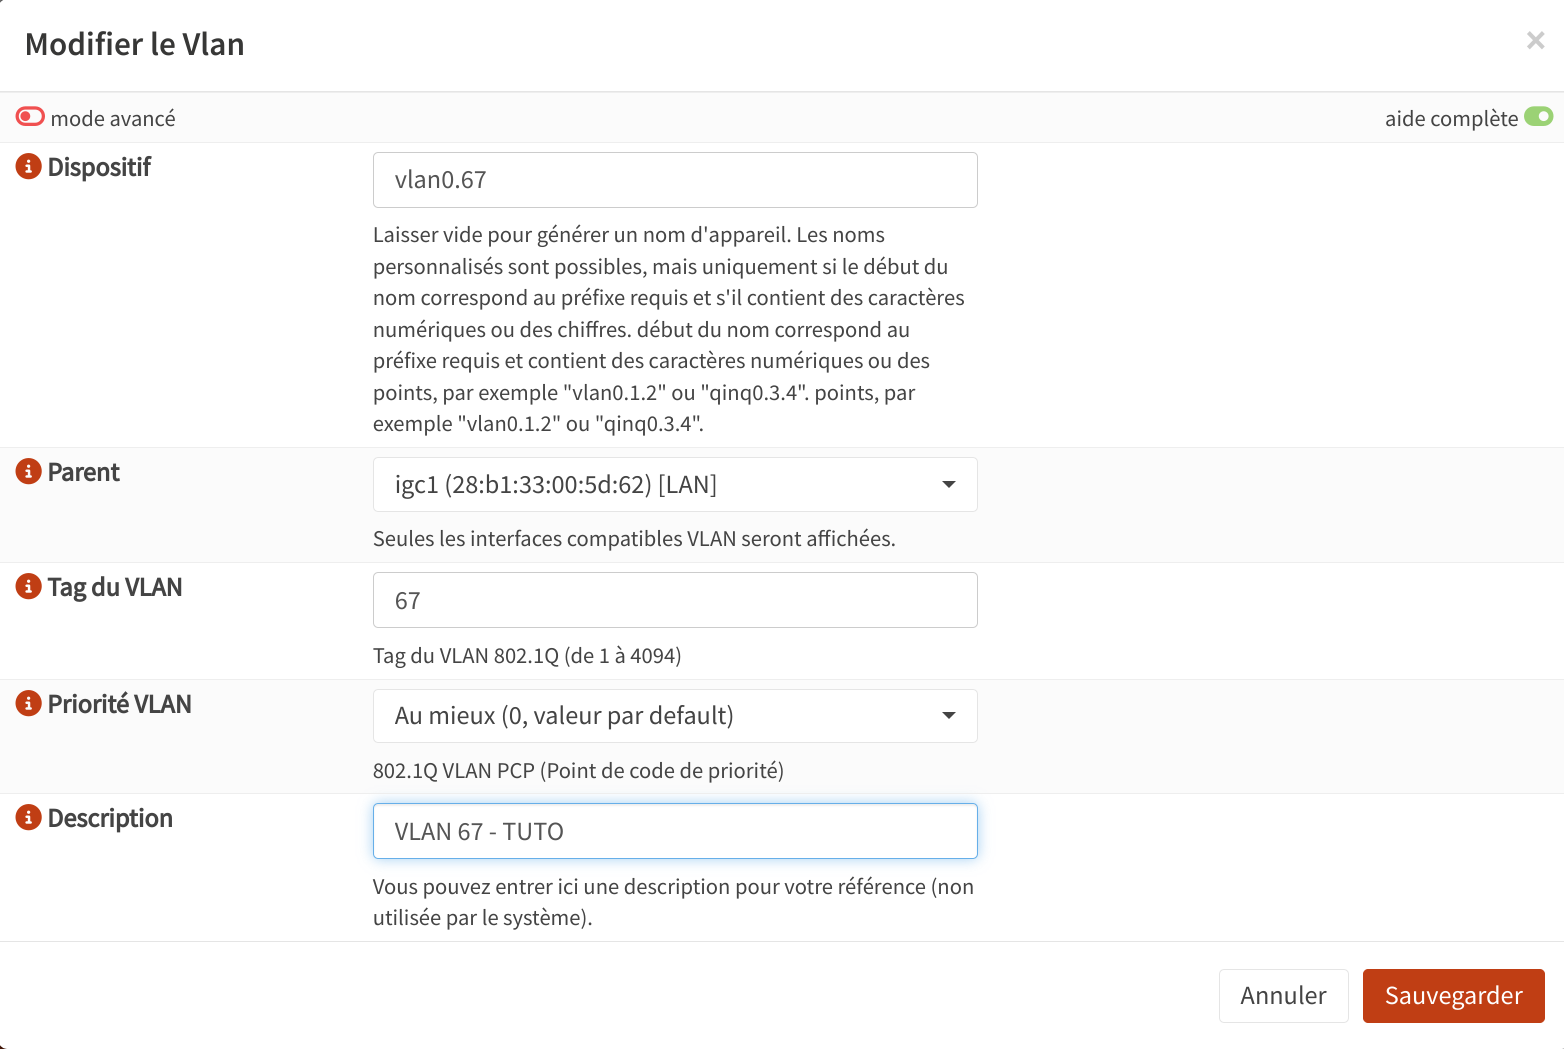 Modifier le Vlan
×
mode avancé
aide complète
Dispositif
vlan0.67
Laisser vide pour générer un nom d'appareil. Les noms
personnalisés sont possibles, mais uniquement si le début du
nom correspond au préfixe requis et s'il contient des caractères
numériques ou des chiffres. début du nom correspond au
préfixe requis et contient des caractères numériques ou des
points, par exemple "vlan0.1.2" ou "qinq0.3.4". points, par
exemple "vlan0.1.2" ou "qinq0.3.4".
Parent
igc1 (28:b1:33:00:5d:62) [LAN]
Seules les interfaces compatibles VLAN seront affichées.
Tag du VLAN
67
Tag du VLAN 802.1Q (de 1 à 4094)
Priorité VLAN
Au mieux (0, valeur par default)
802.1Q VLAN PCP (Point de code de priorité)
Description
VLAN 67 - TUTO
Vous pouvez entrer ici une description pour votre référence (non
utilisée par le système).
Annuler
Sauvegarder